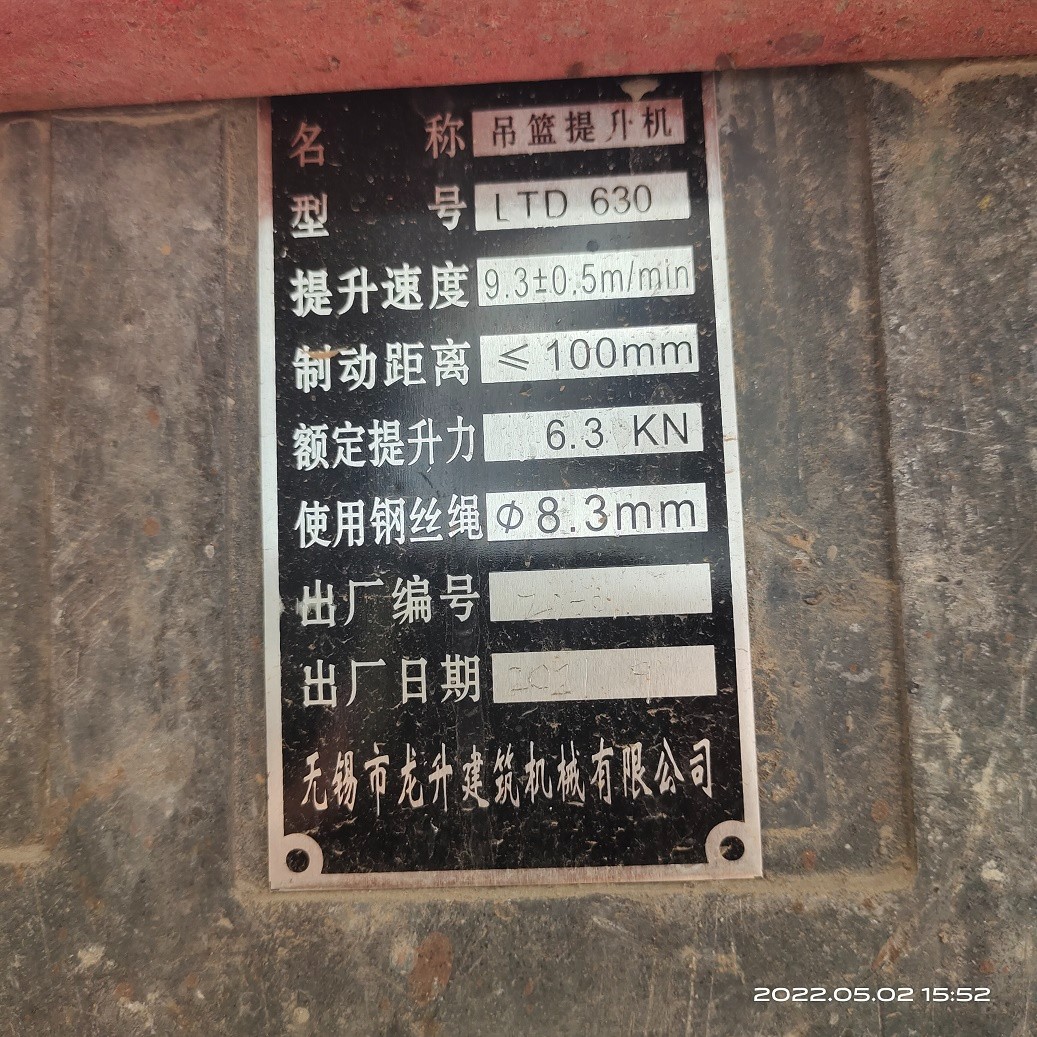 名 称 吊篮提升机
型 号 LTD 630
提升速度 9.3±0.5m/min
制动距离 ≤100mm
额定提升力 6.3 KN
使用钢丝绳 Φ8.3mm
出厂编号
出厂日期
无锡市龙升建筑机械有限公司
2022.05.02 15:52